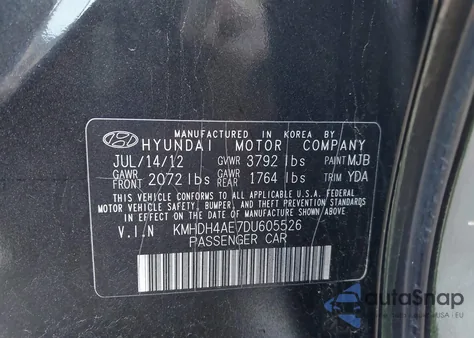 MANUFACTURED IN KOREA BY
HYUNDAI MOTOR COMPANY
JUL/14/12 GVWR 3792 lbs PAINT MJB
GAWR FRONT 2072 lbs GAWR REAR 1764 lbs TRIM YDA
THIS VEHICLE CONFORMS TO ALL APPLICABLE U.S.A. FEDERAL
MOTOR VEHICLE SAFETY, BUMPER, AND THEFT PREVENTION
STANDARDS IN EFFECT ON THE DATE OF MANUFACTURE SHOWN ABOVE.
V.I.N KMHDH4AE7DU605526
PASSENGER CAR
autoSnap
| EU